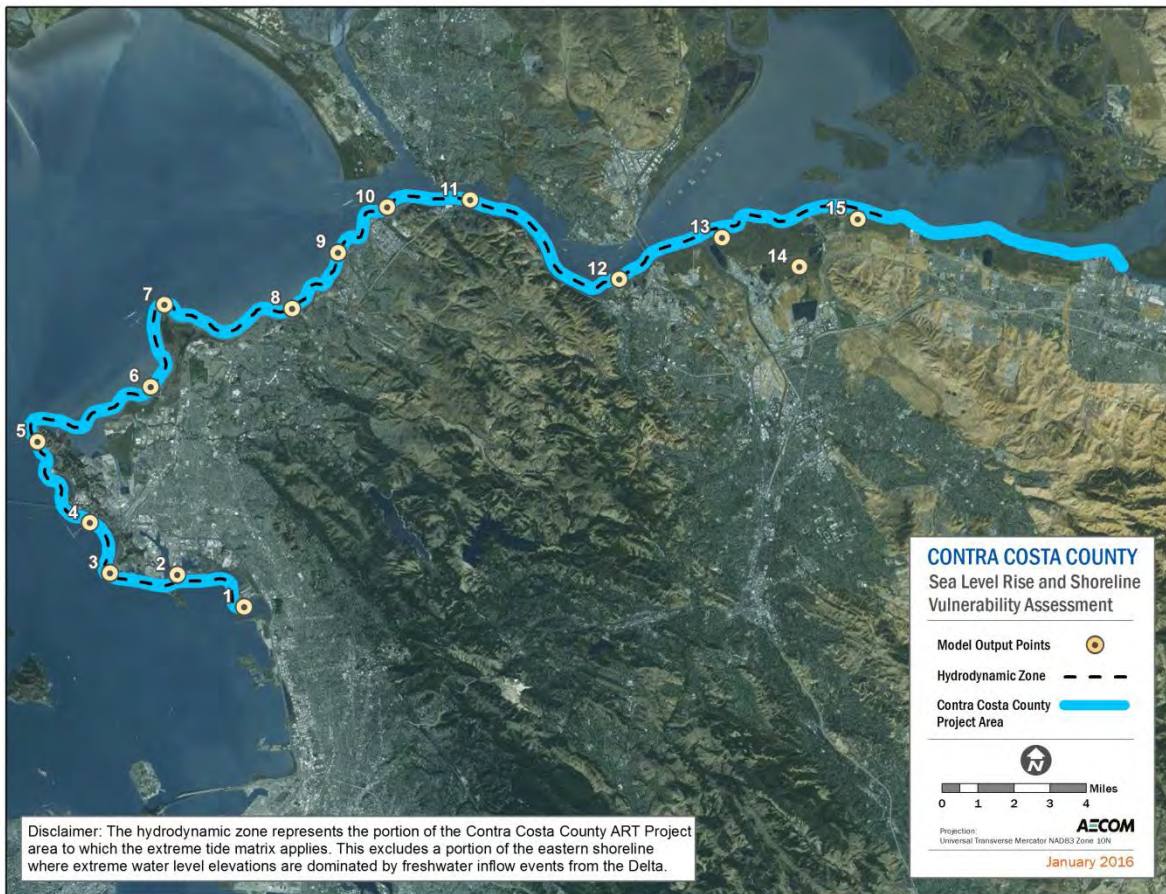 10
11
9
15
13
14
12
7
8
6
5
4
3
2
1
CONTRA COSTA COUNTY
Sea Level Rise and Shoreline
Vulnerability Assessment
Model Output Points
Hydrodynamic Zone
Contra Costa County
Project Area
N
Miles
0 1 2 3 4
AECOM
Projection:
Universal Transverse Mercator NAD83 Zone 10N
January 2016
Disclaimer: The hydrodynamic zone represents the portion of the Contra Costa County ART Project
area to which the extreme tide matrix applies. This excludes a portion of the eastern shoreline
where extreme water level elevations are dominated by freshwater inflow events from the Delta.